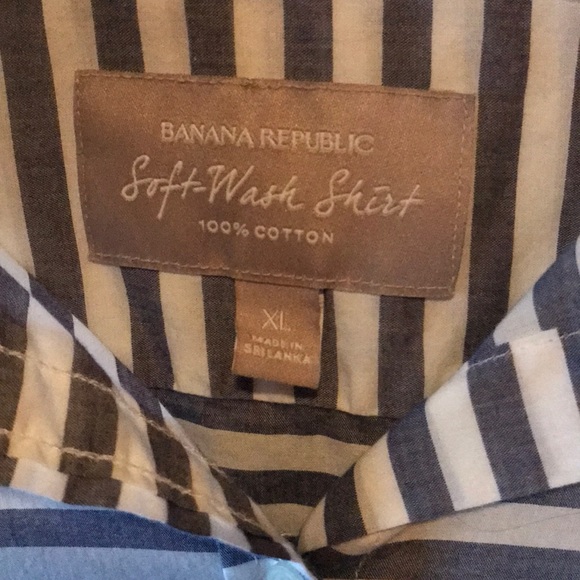 BANANA REPUBLIC
Soft-Wash Shirt
100% COTTON
XL
MADE IN
SRI LANKA